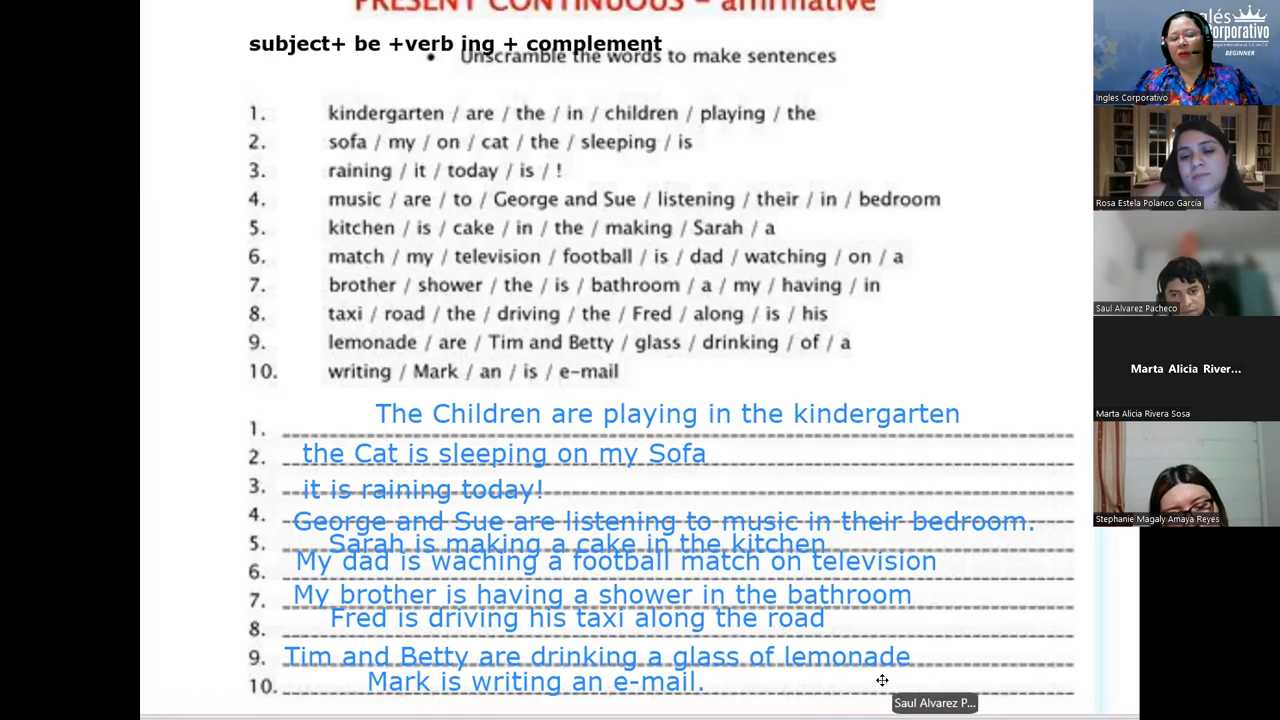 PRESENT CONTINUOUS - affirmative
subject+ be +verb ing + complement
• Unscramble the words to make sentences
1. kindergarten / are / the / in / children / playing / the
2. sofa / my / on / cat / the / sleeping / is
3. raining / it / today / is / !
4. music / are / to / George and Sue / listening / their / in / bedroom
5. kitchen / is / cake / in / the / making / Sarah / a
6. match / my / television / football / is / dad / watching / on / a
7. brother / shower / the / is / bathroom / a / my / having / in
8. taxi / road / the / driving / the / Fred / along / is / his
9. lemonade / are / Tim and Betty / glass / drinking / of / a
10. writing / Mark / an / is / e-mail
1. The Children are playing in the kindergarten
2. the Cat is sleeping on my Sofa
3. it is raining today!
4. George and Sue are listening to music in their bedroom.
5. Sarah is making a cake in the kitchen
6. My dad is waching a football match on television
7. My brother is having a shower in the bathroom
8. Fred is driving his taxi along the road
9. Tim and Betty are drinking a glass of lemonade
10. Mark is writing an e-mail.
Saul Alvarez P...
inglés
Corporativo
BEGINNER
Ingles Corporativo
Rosa Estela Polanco García
Saul Alvarez Pacheco
Marta Alicia River...
Marta Alicia Rivera Sosa
Stephanie Magaly Amaya Reyes